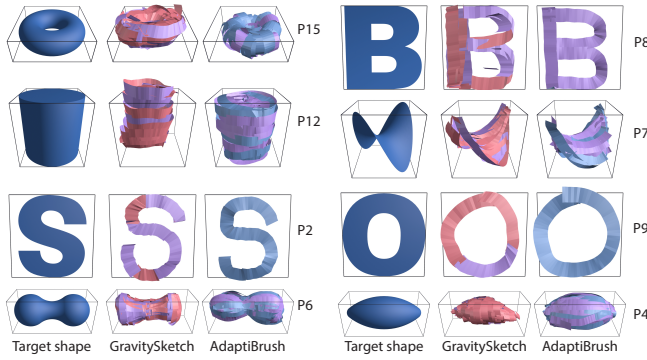 P15
P8
P12
P7
P2
P9
P6
P4
Target shape GravitySketch AdaptiBrush
Target shape GravitySketch AdaptiBrush